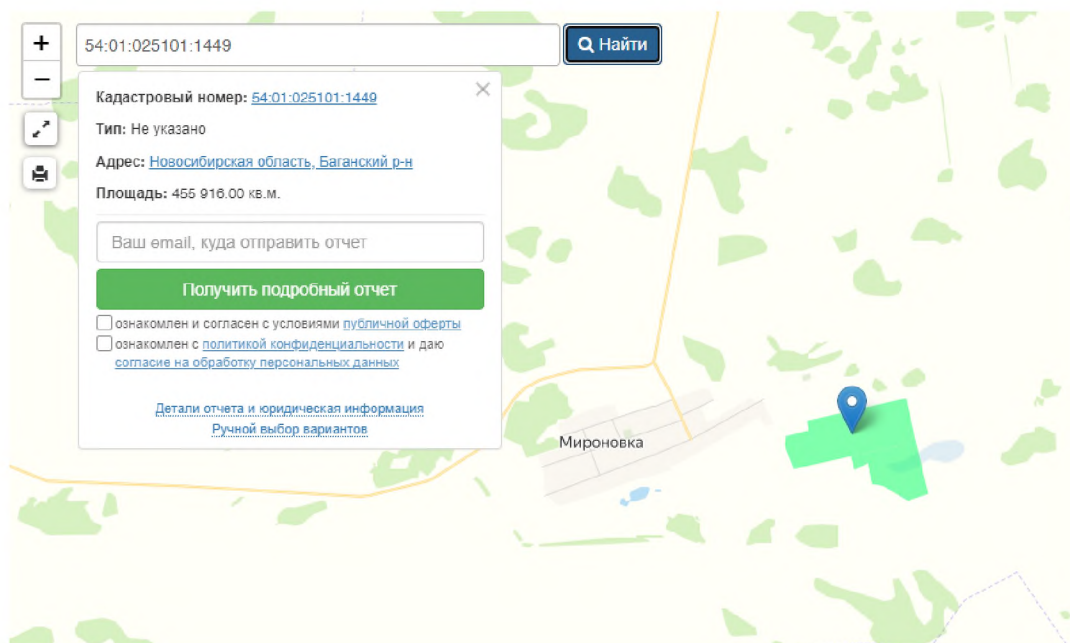 +
54:01:025101:1449
Найти
−
Кадастровый номер: 54:01:025101:1449
×
Тип: Не указано
Адрес: Новосибирская область, Баганский р-н
Площадь: 455 916.00 кв.м.
Ваш email, куда отправить отчет
Получить подробный отчет
ознакомлен и согласен с условиями публичной оферты
ознакомлен с политикой конфиденциальности и даю
согласие на обработку персональных данных
Детали отчета и юридическая информация
Ручной выбор вариантов
Мироновка